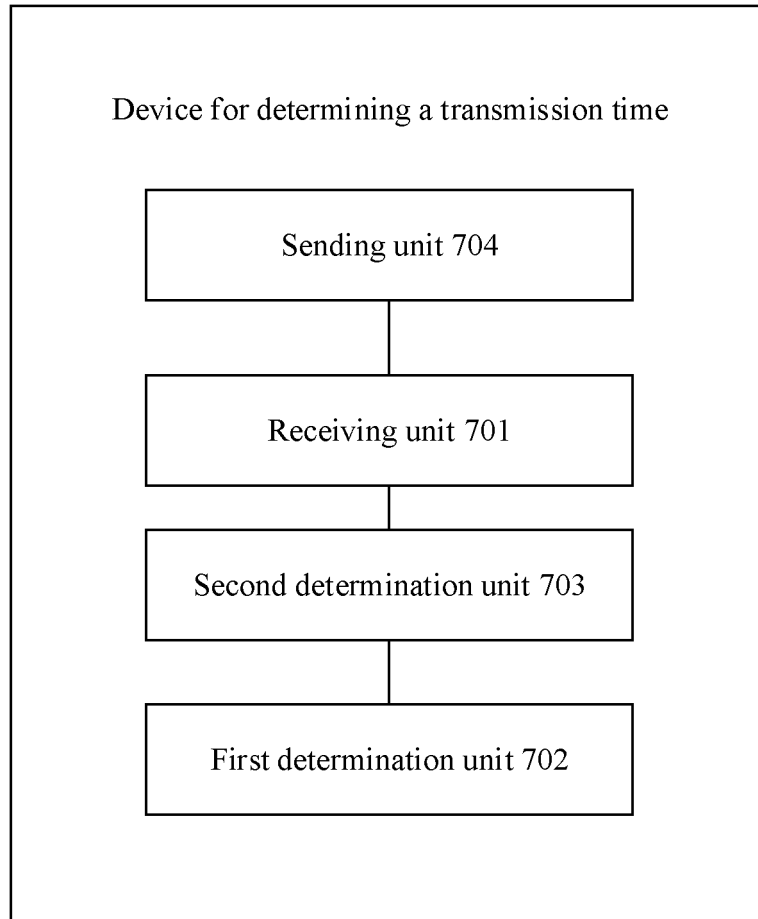 Device for determining a transmission time
Sending unit 704
Receiving unit 701
Second determination unit 703
First determination unit 702